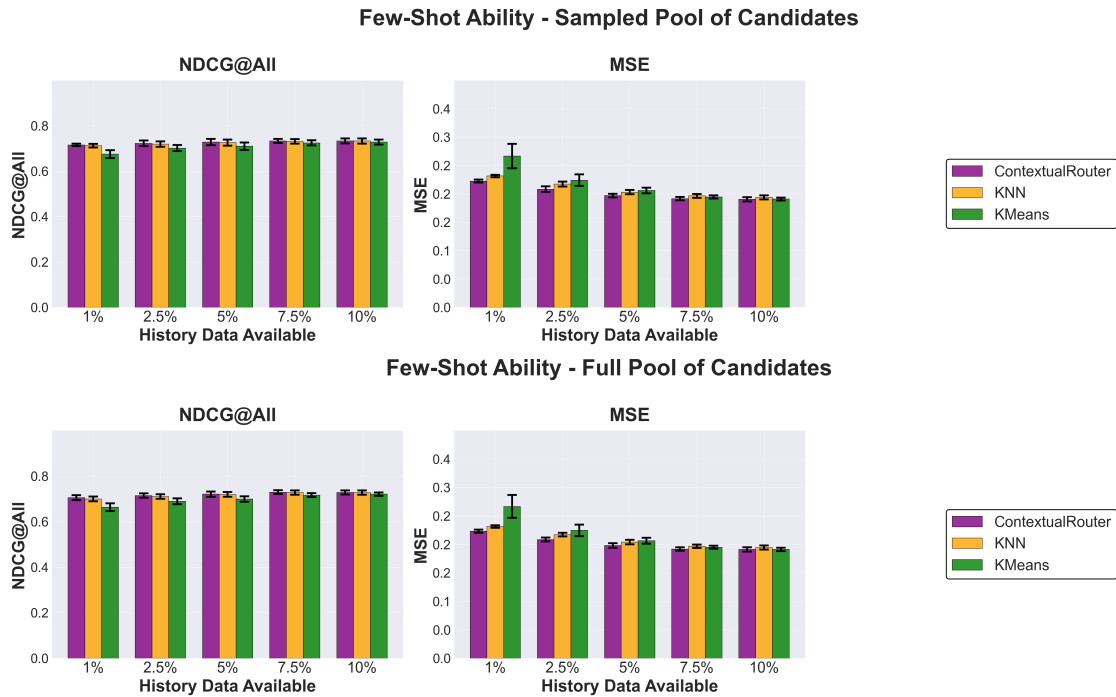 Few-Shot Ability - Sampled Pool of Candidates
NDCG@All
NDCG@All
0.8
0.6
0.4
0.2
0.0
1% 2.5% 5% 7.5% 10%
History Data Available
MSE
MSE
0.4
0.3
0.2
0.2
0.1
0.0
0.0
1% 2.5% 5% 7.5% 10%
History Data Available
ContextualRouter
KNN
KMeans
Few-Shot Ability - Full Pool of Candidates
NDCG@All
NDCG@All
0.8
0.6
0.4
0.2
0.0
1% 2.5% 5% 7.5% 10%
History Data Available
MSE
MSE
0.4
0.3
0.2
0.2
0.2
0.1
0.0
0.0
1% 2.5% 5% 7.5% 10%
History Data Available
ContextualRouter
KNN
KMeans